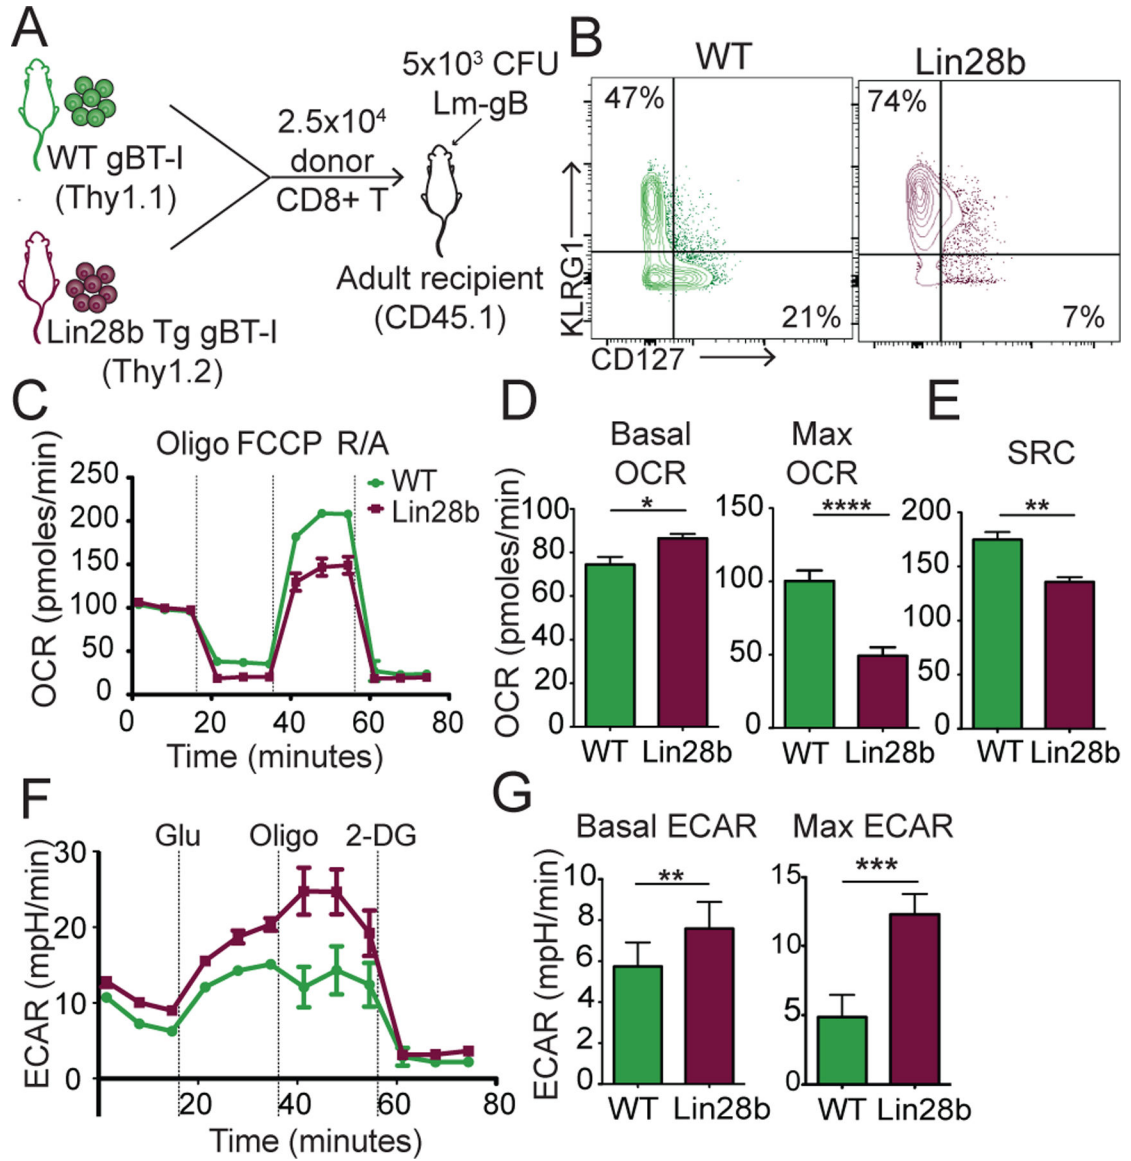 A
WT gBT-I
(Thy1.1)
Lin28b Tg gBT-I
(Thy1.2)
2.5x10⁴
donor
CD8+ T
5x10³ CFU
Lm-gB
Adult recipient
(CD45.1)
B
WT
Lin28b
47%
21%
74%
7%
KLRG1
CD127
C
Oligo FCCP R/A
WT
Lin28b
OCR (pmoles/min)
250
200
150
100
50
0
0 20 40 60 80
Time (minutes)
D
Basal
OCR
*
OCR (pmoles/min)
100
80
60
40
20
0
WT Lin28b
Max
OCR
****
150
100
50
0
WT Lin28b
E
SRC
**
200
150
100
50
0
WT Lin28b
F
Glu Oligo 2-DG
ECAR (mpH/min)
30
20
10
0
20 40 60 80
Time (minutes)
G
Basal ECAR
**
ECAR (mpH/min)
10
8
6
4
2
0
WT Lin28b
Max ECAR
***
15
10
5
0
WT Lin28b